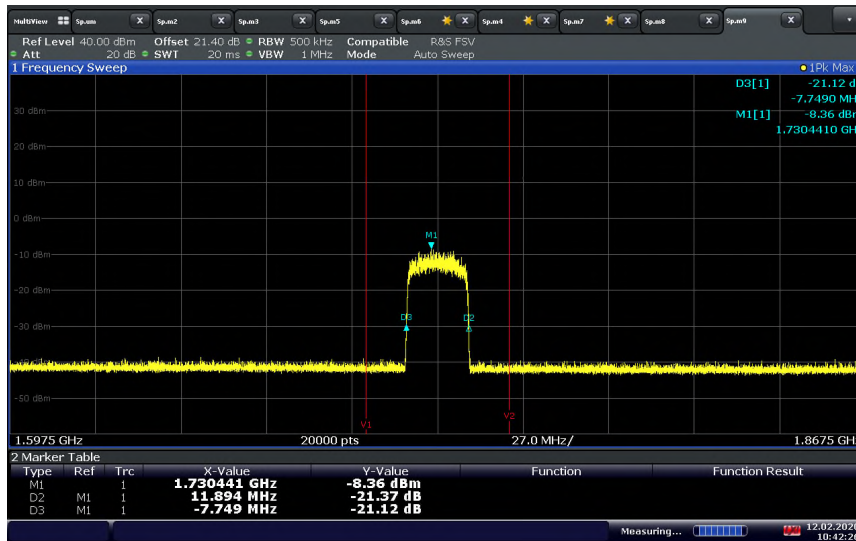 MultiView Sp.um X Sp.m2 X Sp.m3 X Sp.m5 X Sp.m6 X Sp.m4 X Sp.m7 X Sp.m8 X Sp.m9 X
Ref Level 40.00 dBm Offset 21.40 dB RBW 500 kHz Compatible R&S FSV
Att 20 dB SWT 20 ms VBW 1 MHz Mode Auto Sweep
1 Frequency Sweep 1Pk Max
D3[1] -21.12 d
-7.7490 MH
M1[1] -8.36 dBm
1.7304410 GH
30 dBm
20 dBm
10 dBm
0 dBm
M1
-10 dBm
-20 dBm
D3 D2
-30 dBm
-50 dBm
V1 V2
1.5975 GHz 20000 pts 27.0 MHz/ 1.8675 GHz
2 Marker Table
Type Ref Trc X-Value Y-Value Function Function Result
M1 1 1.730441 GHz -8.36 dBm
D2 M1 1 11.894 MHz -21.37 dB
D3 M1 1 -7.749 MHz -21.12 dB
Measuring... 12.02.2020
10:42:26